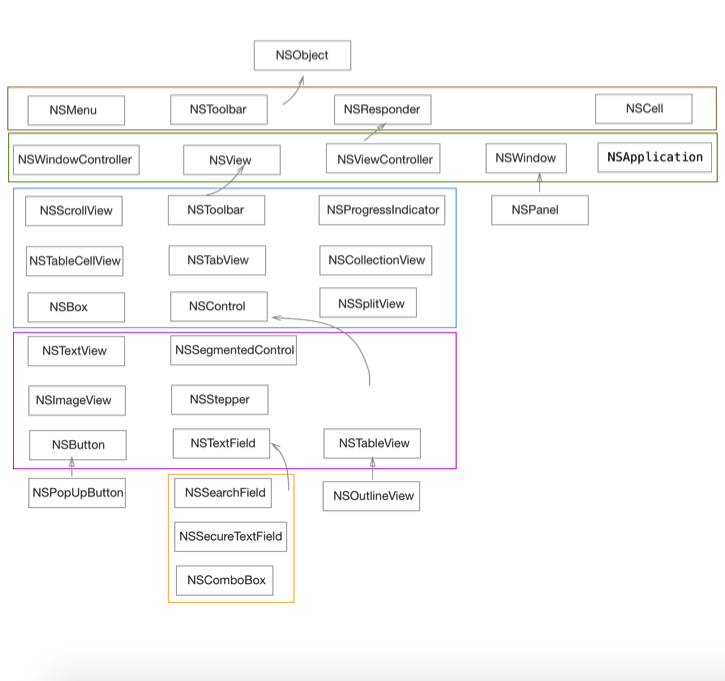 NSObject
NSMenu
NSToolbar
NSResponder
NSCell
NSWindowController
NSView
NSViewController
NSWindow
NSApplication
NSScrollView
NSToolbar
NSProgressIndicator
NSPanel
NSTableCellView
NSTabView
NSCollectionView
NSBox
NSControl
NSSplitView
NSTextView
NSSegmentedControl
NSImageView
NSStepper
NSButton
NSTextField
NSTableView
NSPopUpButton
NSSearchField
NSOutlineView
NSSecureTextField
NSComboBox